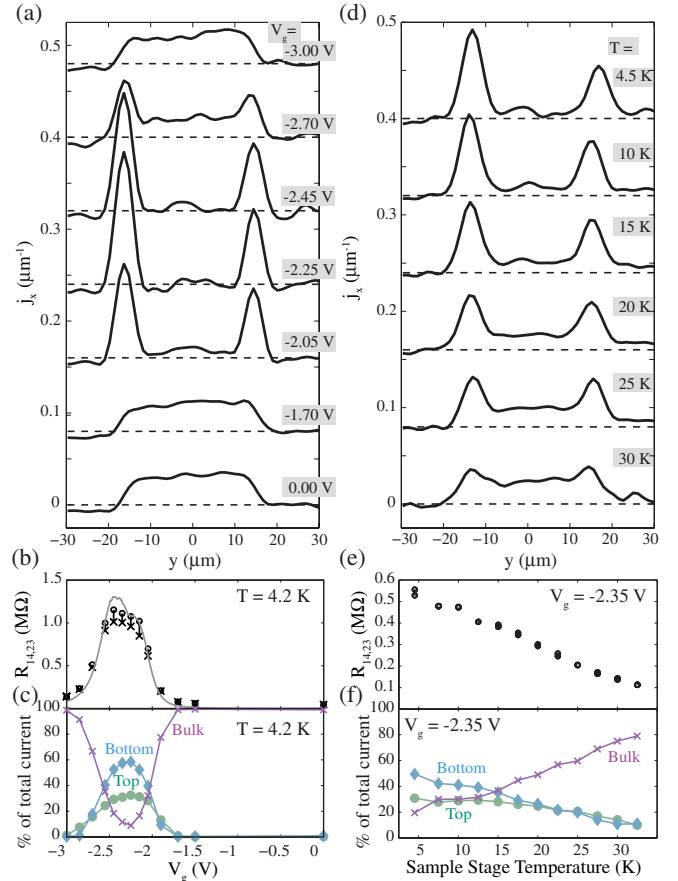 (a)
V_g =
-3.00 V
-2.70 V
-2.45 V
-2.25 V
-2.05 V
-1.70 V
0.00 V
0.5
0.4
0.3
0.2
0.1
0
j_x (μm⁻¹)
−30 −20 −10 0 10 20 30
y (μm)
(d)
T =
4.5 K
10 K
15 K
20 K
25 K
30 K
0.5
0.4
0.3
0.2
0.1
0
j_x (μm⁻¹)
−30 −20 −10 0 10 20 30
y (μm)
(b)
T = 4.2 K
1.5
1.0
0.5
R_14,23 (MΩ)
(c)
T = 4.2 K
Bulk
Bottom
Top
100
80
60
40
20
0
% of total current
−3 −2.5 −2 −1.5 −1 −0.5 0
V_g (V)
(e)
V_g = -2.35 V
0.6
0.5
0.4
0.3
0.2
0.1
0
R_14,23 (MΩ)
(f)
V_g = -2.35 V
Bulk
Bottom
Top
80
60
40
20
0
% of total current
5 10 15 20 25 30
Sample Stage Temperature (K)